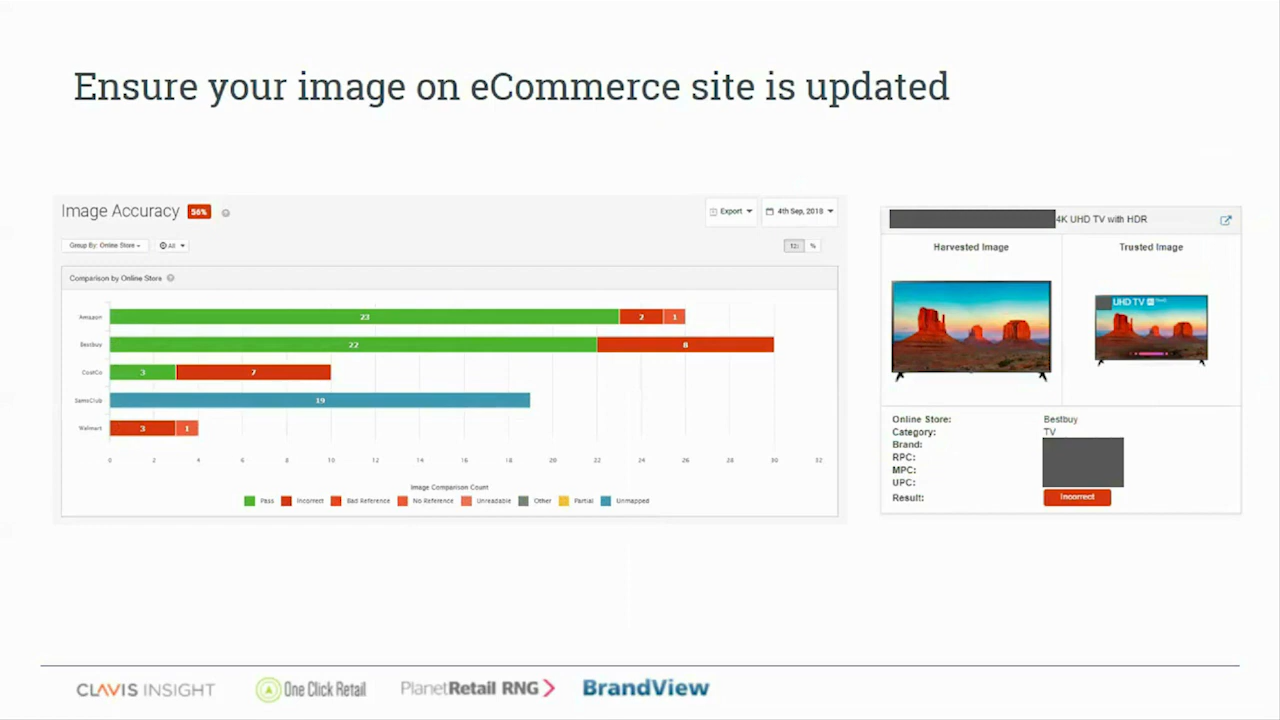 Ensure your image on eCommerce site is updated
Image Accuracy 56%
Export
4th Sep, 2018
Group By: Online Store
All
%
Comparison by Online Store
Amazon 23 2 1
Bestbuy 22 8
CostCo 3 7
SamsClub 19
Walmart 3 1
0 2 4 6 8 10 12 14 16 18 20 22 24 26 28 30 32
Image Comparison Count
Pass Incorrect Bad Reference No Reference Unreadable Other Partial Unmapped
4K UHD TV with HDR
Harvested Image Trusted Image
UHD TV
Online Store: Bestbuy
Category: TV
Brand:
RPC:
MPC:
UPC:
Result: Incorrect
CLAVIS INSIGHT One Click Retail PlanetRetail RNG BrandView